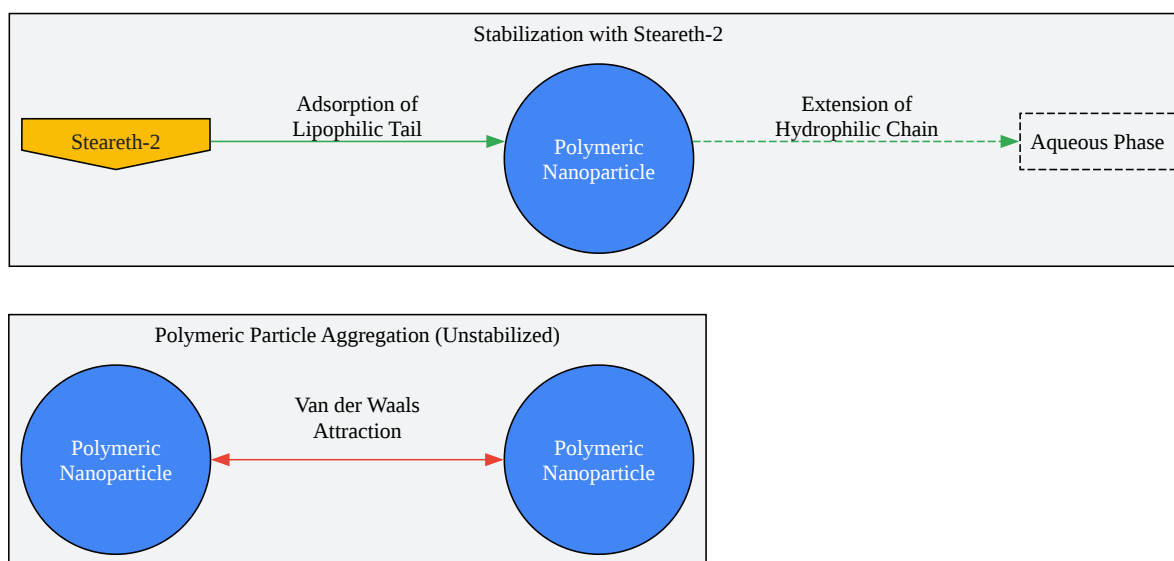 Stabilization with Steareth-2
Adsorption of
Lipophilic Tail
Extension of
Hydrophilic Chain
Steareth-2
Polymeric
Nanoparticle
Aqueous Phase
Polymeric Particle Aggregation (Unstabilized)
Van der Waals
Attraction
Polymeric
Nanoparticle
Polymeric
Nanoparticle